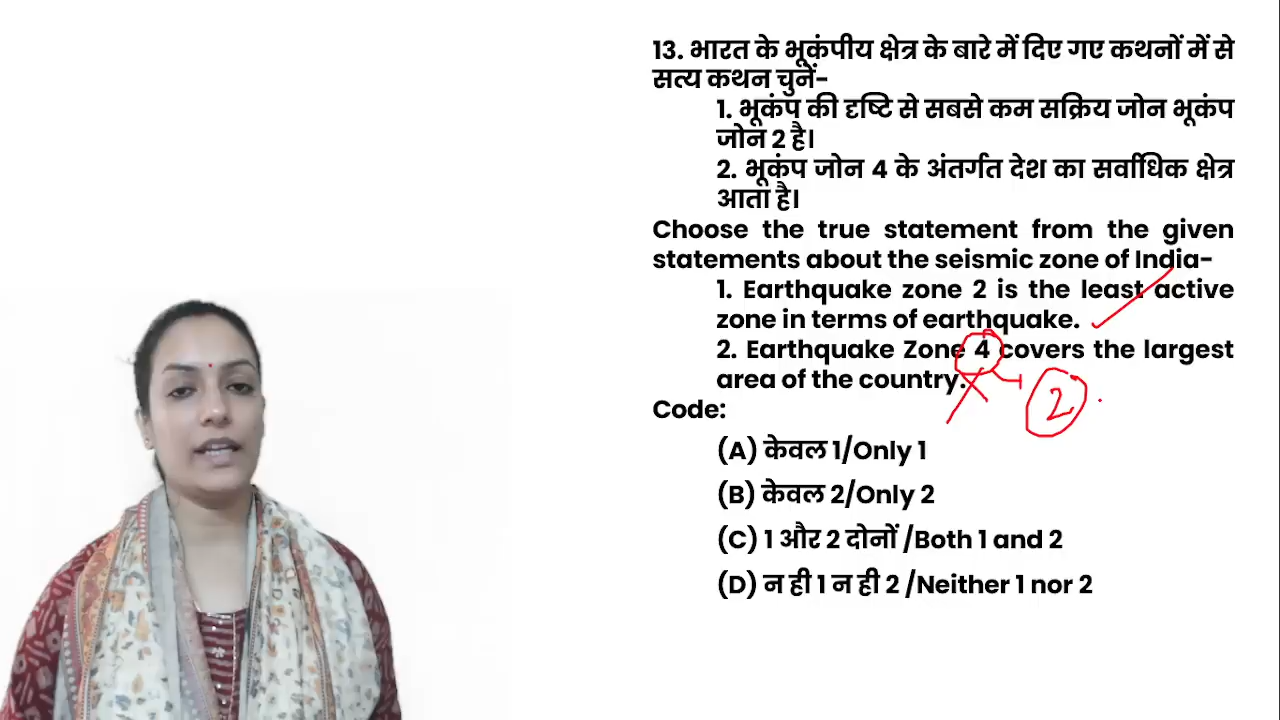 13. भारत के भूकंपीय क्षेत्र के बारे में दिए गए कथनों में से
सत्य कथन चुनें-
1. भूकंप की दृष्टि से सबसे कम सक्रिय जोन भूकंप
जोन 2 है।
2. भूकंप जोन 4 के अंतर्गत देश का सर्वाधिक क्षेत्र
आता है।
Choose the true statement from the given
statements about the seismic zone of India-
1. Earthquake zone 2 is the least active
zone in terms of earthquake.
2. Earthquake Zone 4 covers the largest
area of the country.
2
Code:
(A) केवल 1/Only 1
(B) केवल 2/Only 2
(C) 1 और 2 दोनों /Both 1 and 2
(D) न ही 1 न ही 2 /Neither 1 nor 2